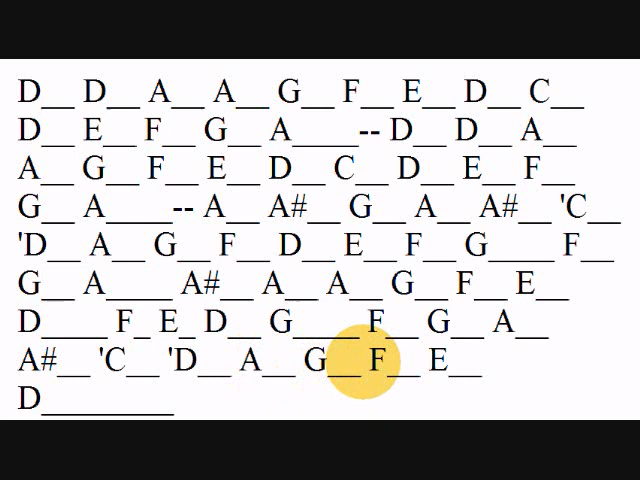 D__ D__ A__ A__ G__ F__ E__ D__ C__
D__ E__ F__ G__ A____-- D__ D__ A__
A__ G__ F__ E__ D__ C__ D__ E__ F__
G__ A____-- A__ A#__ G__ A__ A#__ 'C__
'D__ A__ G__ F__ D__ E__ F__ G____ F__
G__ A____ A#__ A__ A__ G__ F__ E__
D____ F_ E_ D__ G____ F__ G__ A__
A#__ 'C__ 'D__ A__ G__ F__ E__
D________